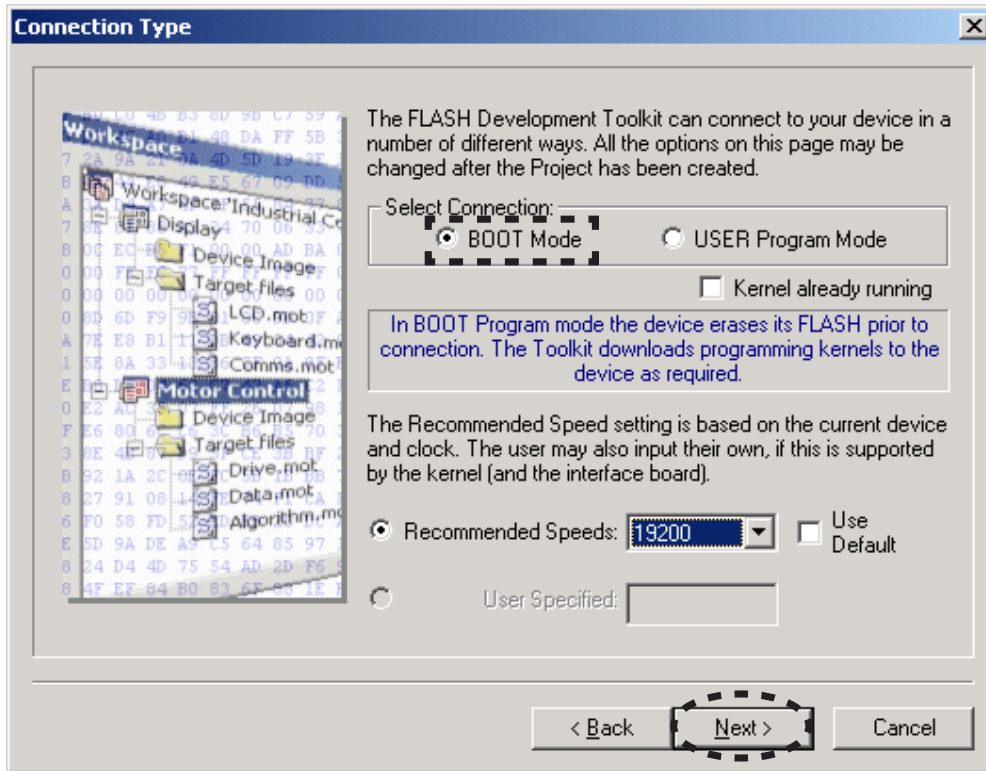 Connection Type
Workspace
Workspace 'Industrial Co
Display
Device Image
Target files
LCD.mot
Keyboard.m
Comms.mot
Motor Control
Device Image
Target files
Drive.mot
Data.mot
Algorithm.mo
The FLASH Development Toolkit can connect to your device in a
number of different ways. All the options on this page may be
changed after the Project has been created.
Select Connection:
BOOT Mode
USER Program Mode
Kernel already running
In BOOT Program mode the device erases its FLASH prior to
connection. The Toolkit downloads programming kernels to the
device as required.
The Recommended Speed setting is based on the current device
and clock. The user may also input their own, if this is supported
by the kernel (and the interface board).
Recommended Speeds:
19200
Use
Default
User Specified:
< Back
Next >
Cancel